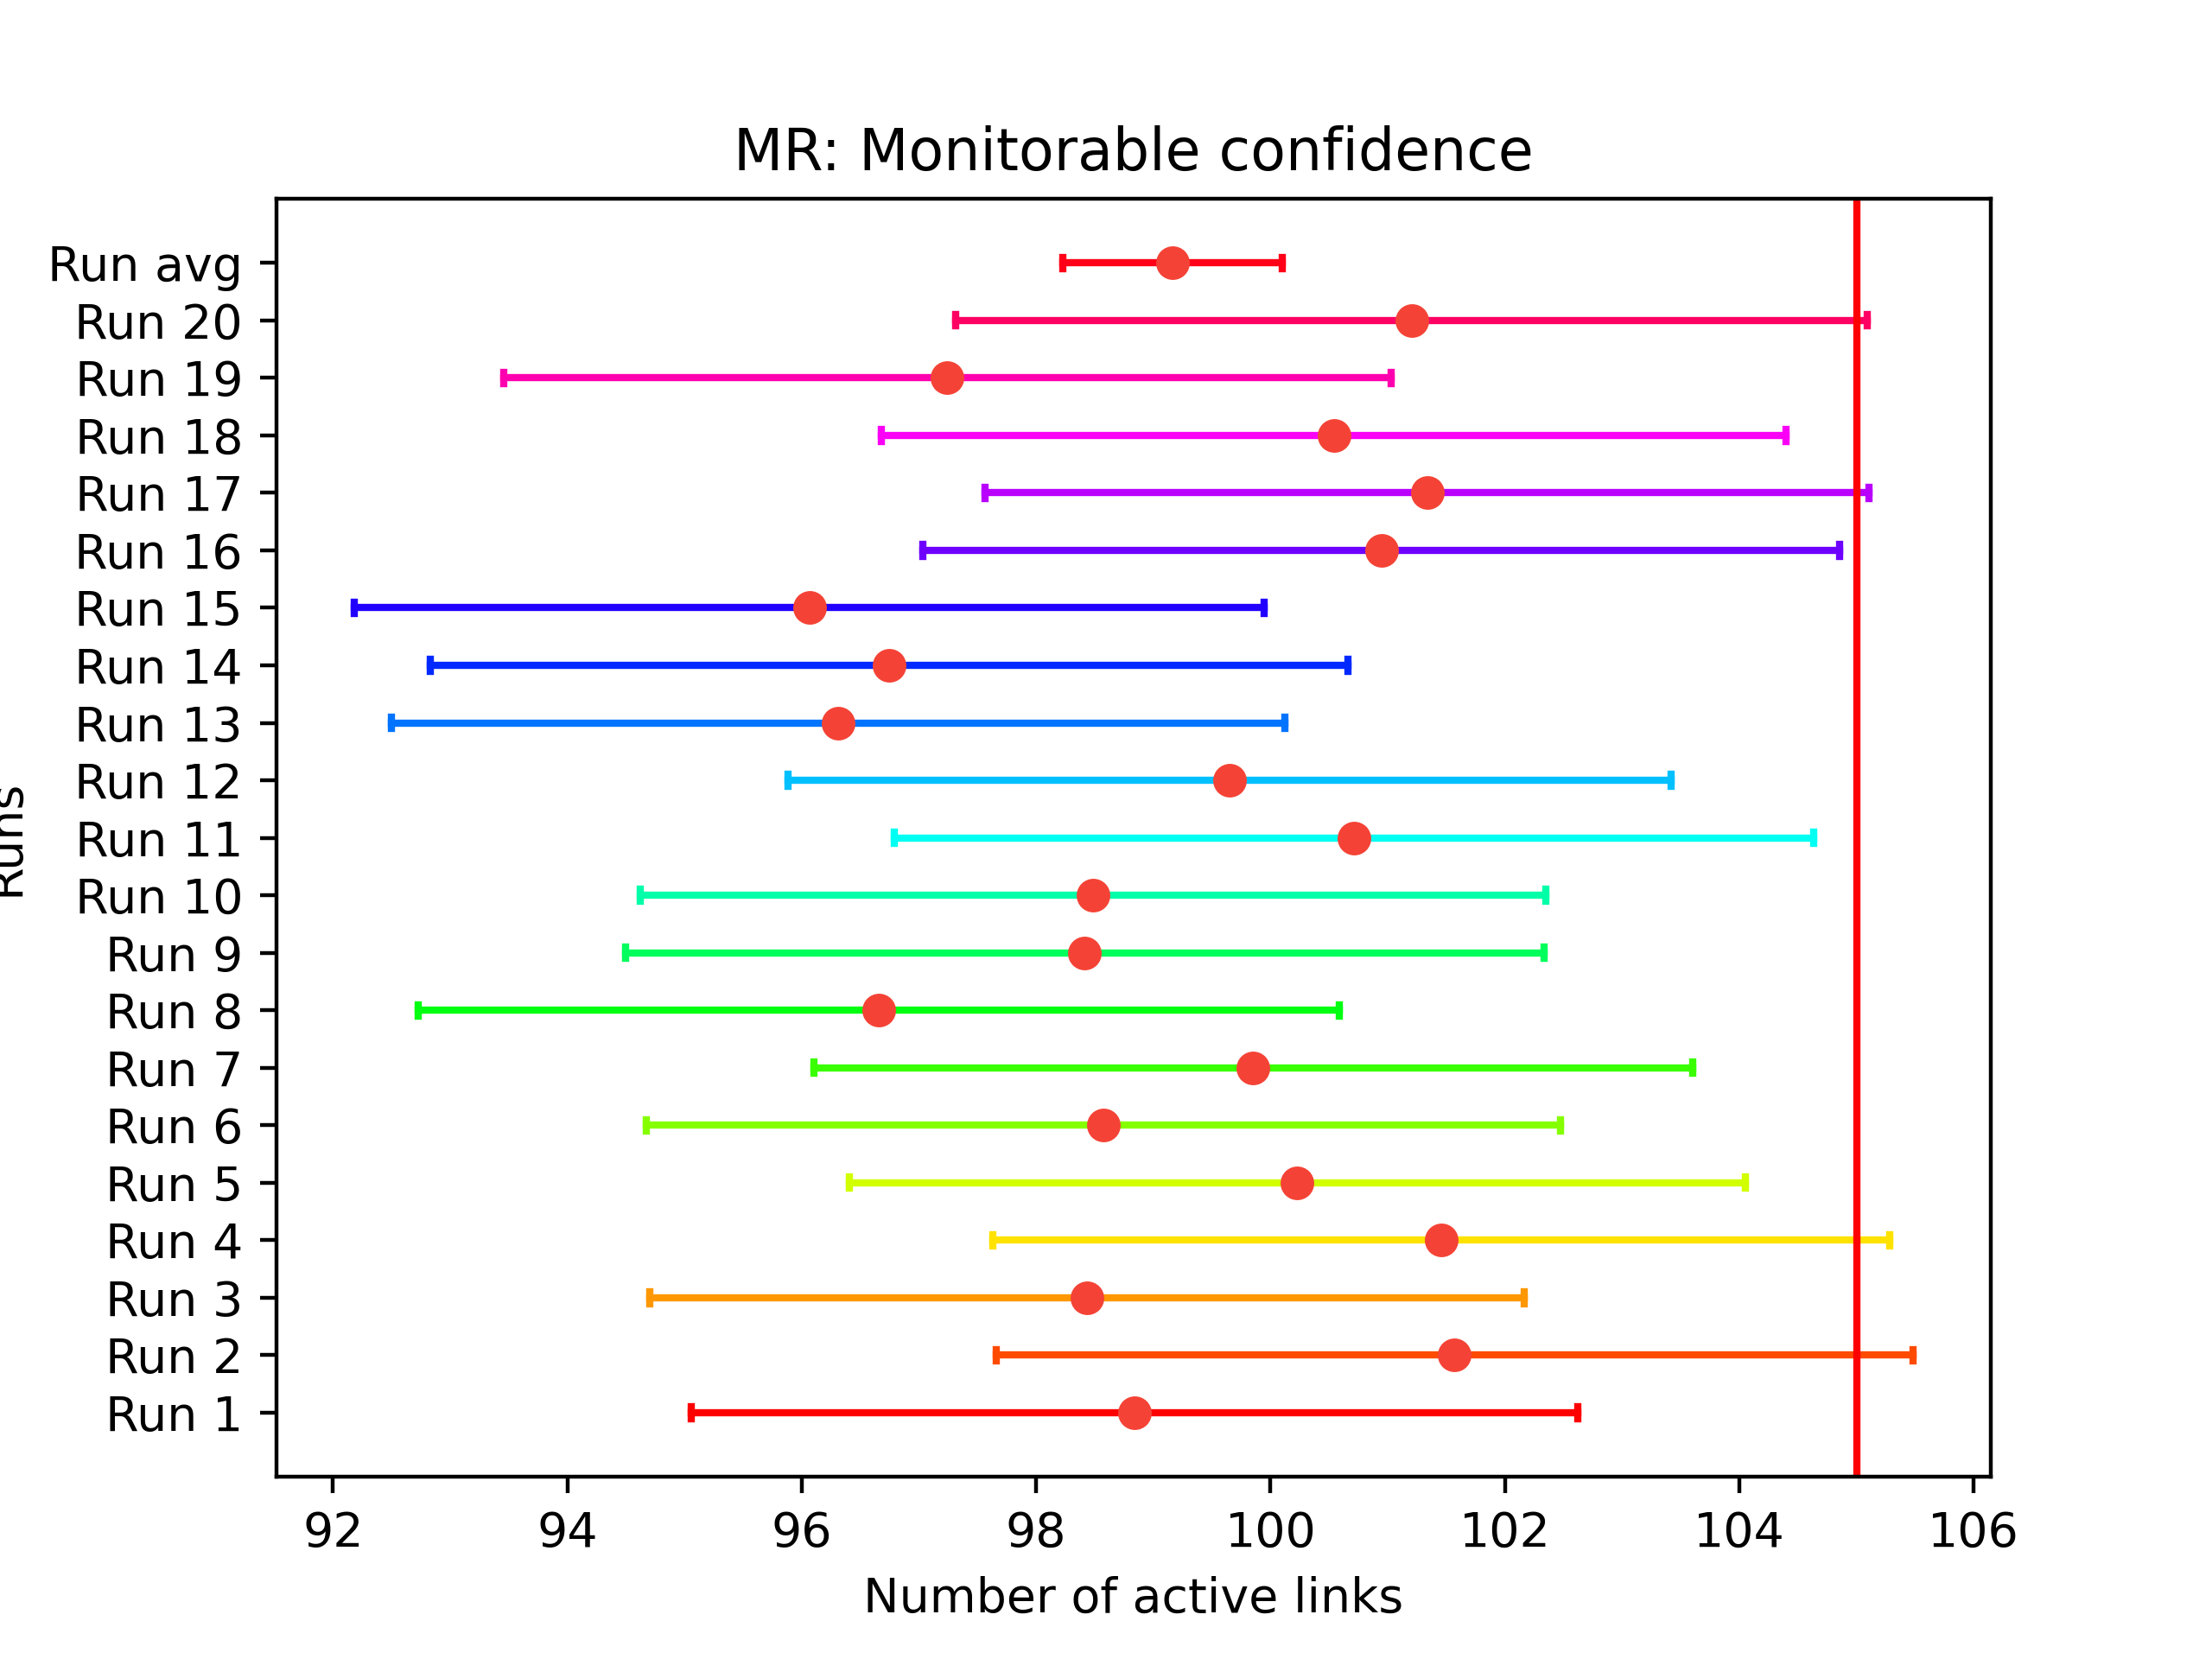 MR: Monitorable confidence
Run avg
Run 20
Run 19
Run 18
Run 17
Run 16
Run 15
Run 14
Run 13
Run 12
Run 11
Run 10
Run 9
Run 8
Run 7
Run 6
Run 5
Run 4
Run 3
Run 2
Run 1
Runs
92 94 96 98 100 102 104 106
Number of active links